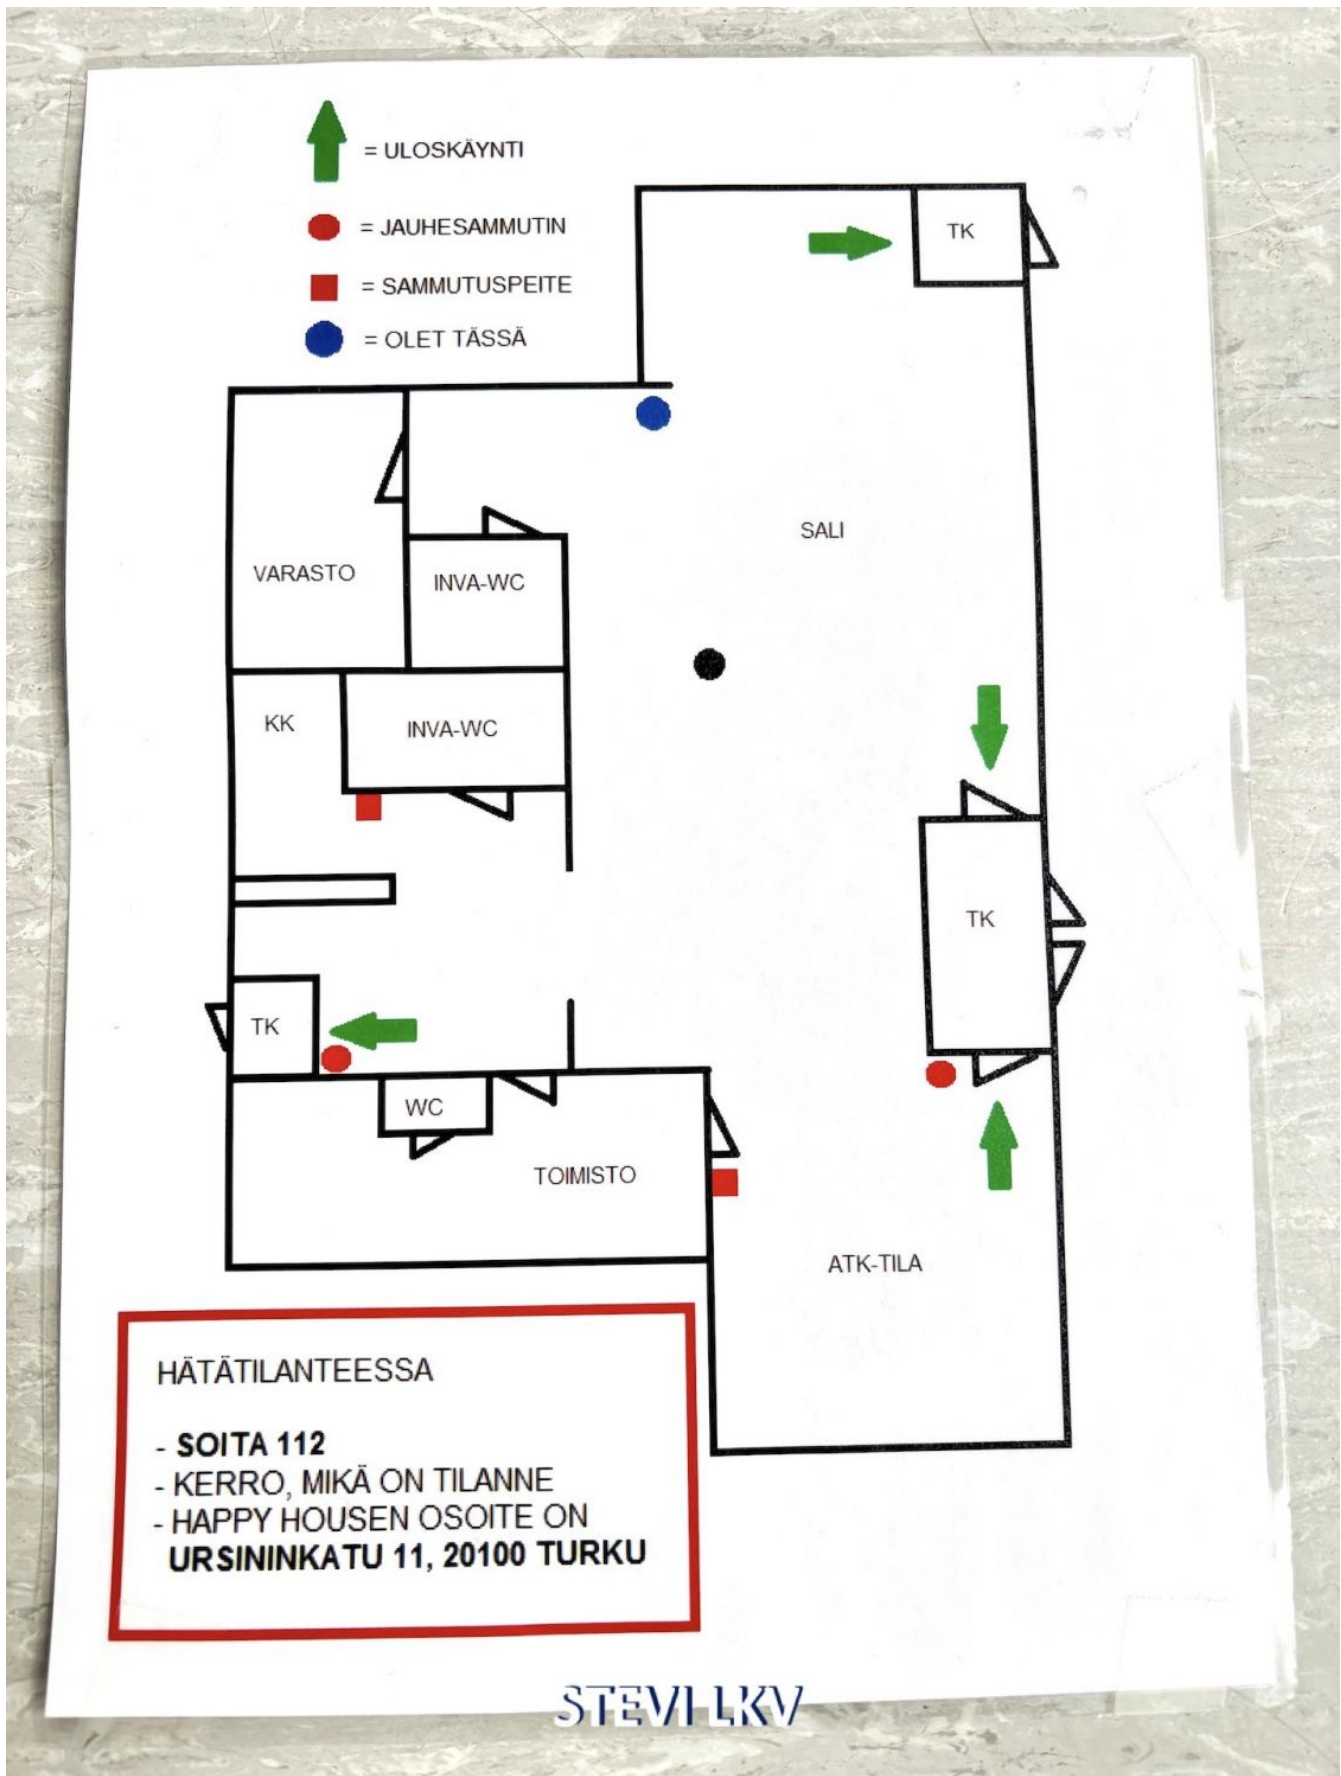 = ULOSKÄYNTI
= JAUHESAMMUTIN
= SAMMUTUSPEITE
= OLET TÄSSÄ
TK
SALI
VARASTO
INVA-WC
KK
INVA-WC
TK
TK
WC
TOIMISTO
ATK-TILA
HÄTÄTILANTEESSA
- SOITA 112
- KERRO, MIKÄ ON TILANNE
- HAPPY HOUSEN OSOITE ON
URSININKATU 11, 20100 TURKU
STEVI LKV